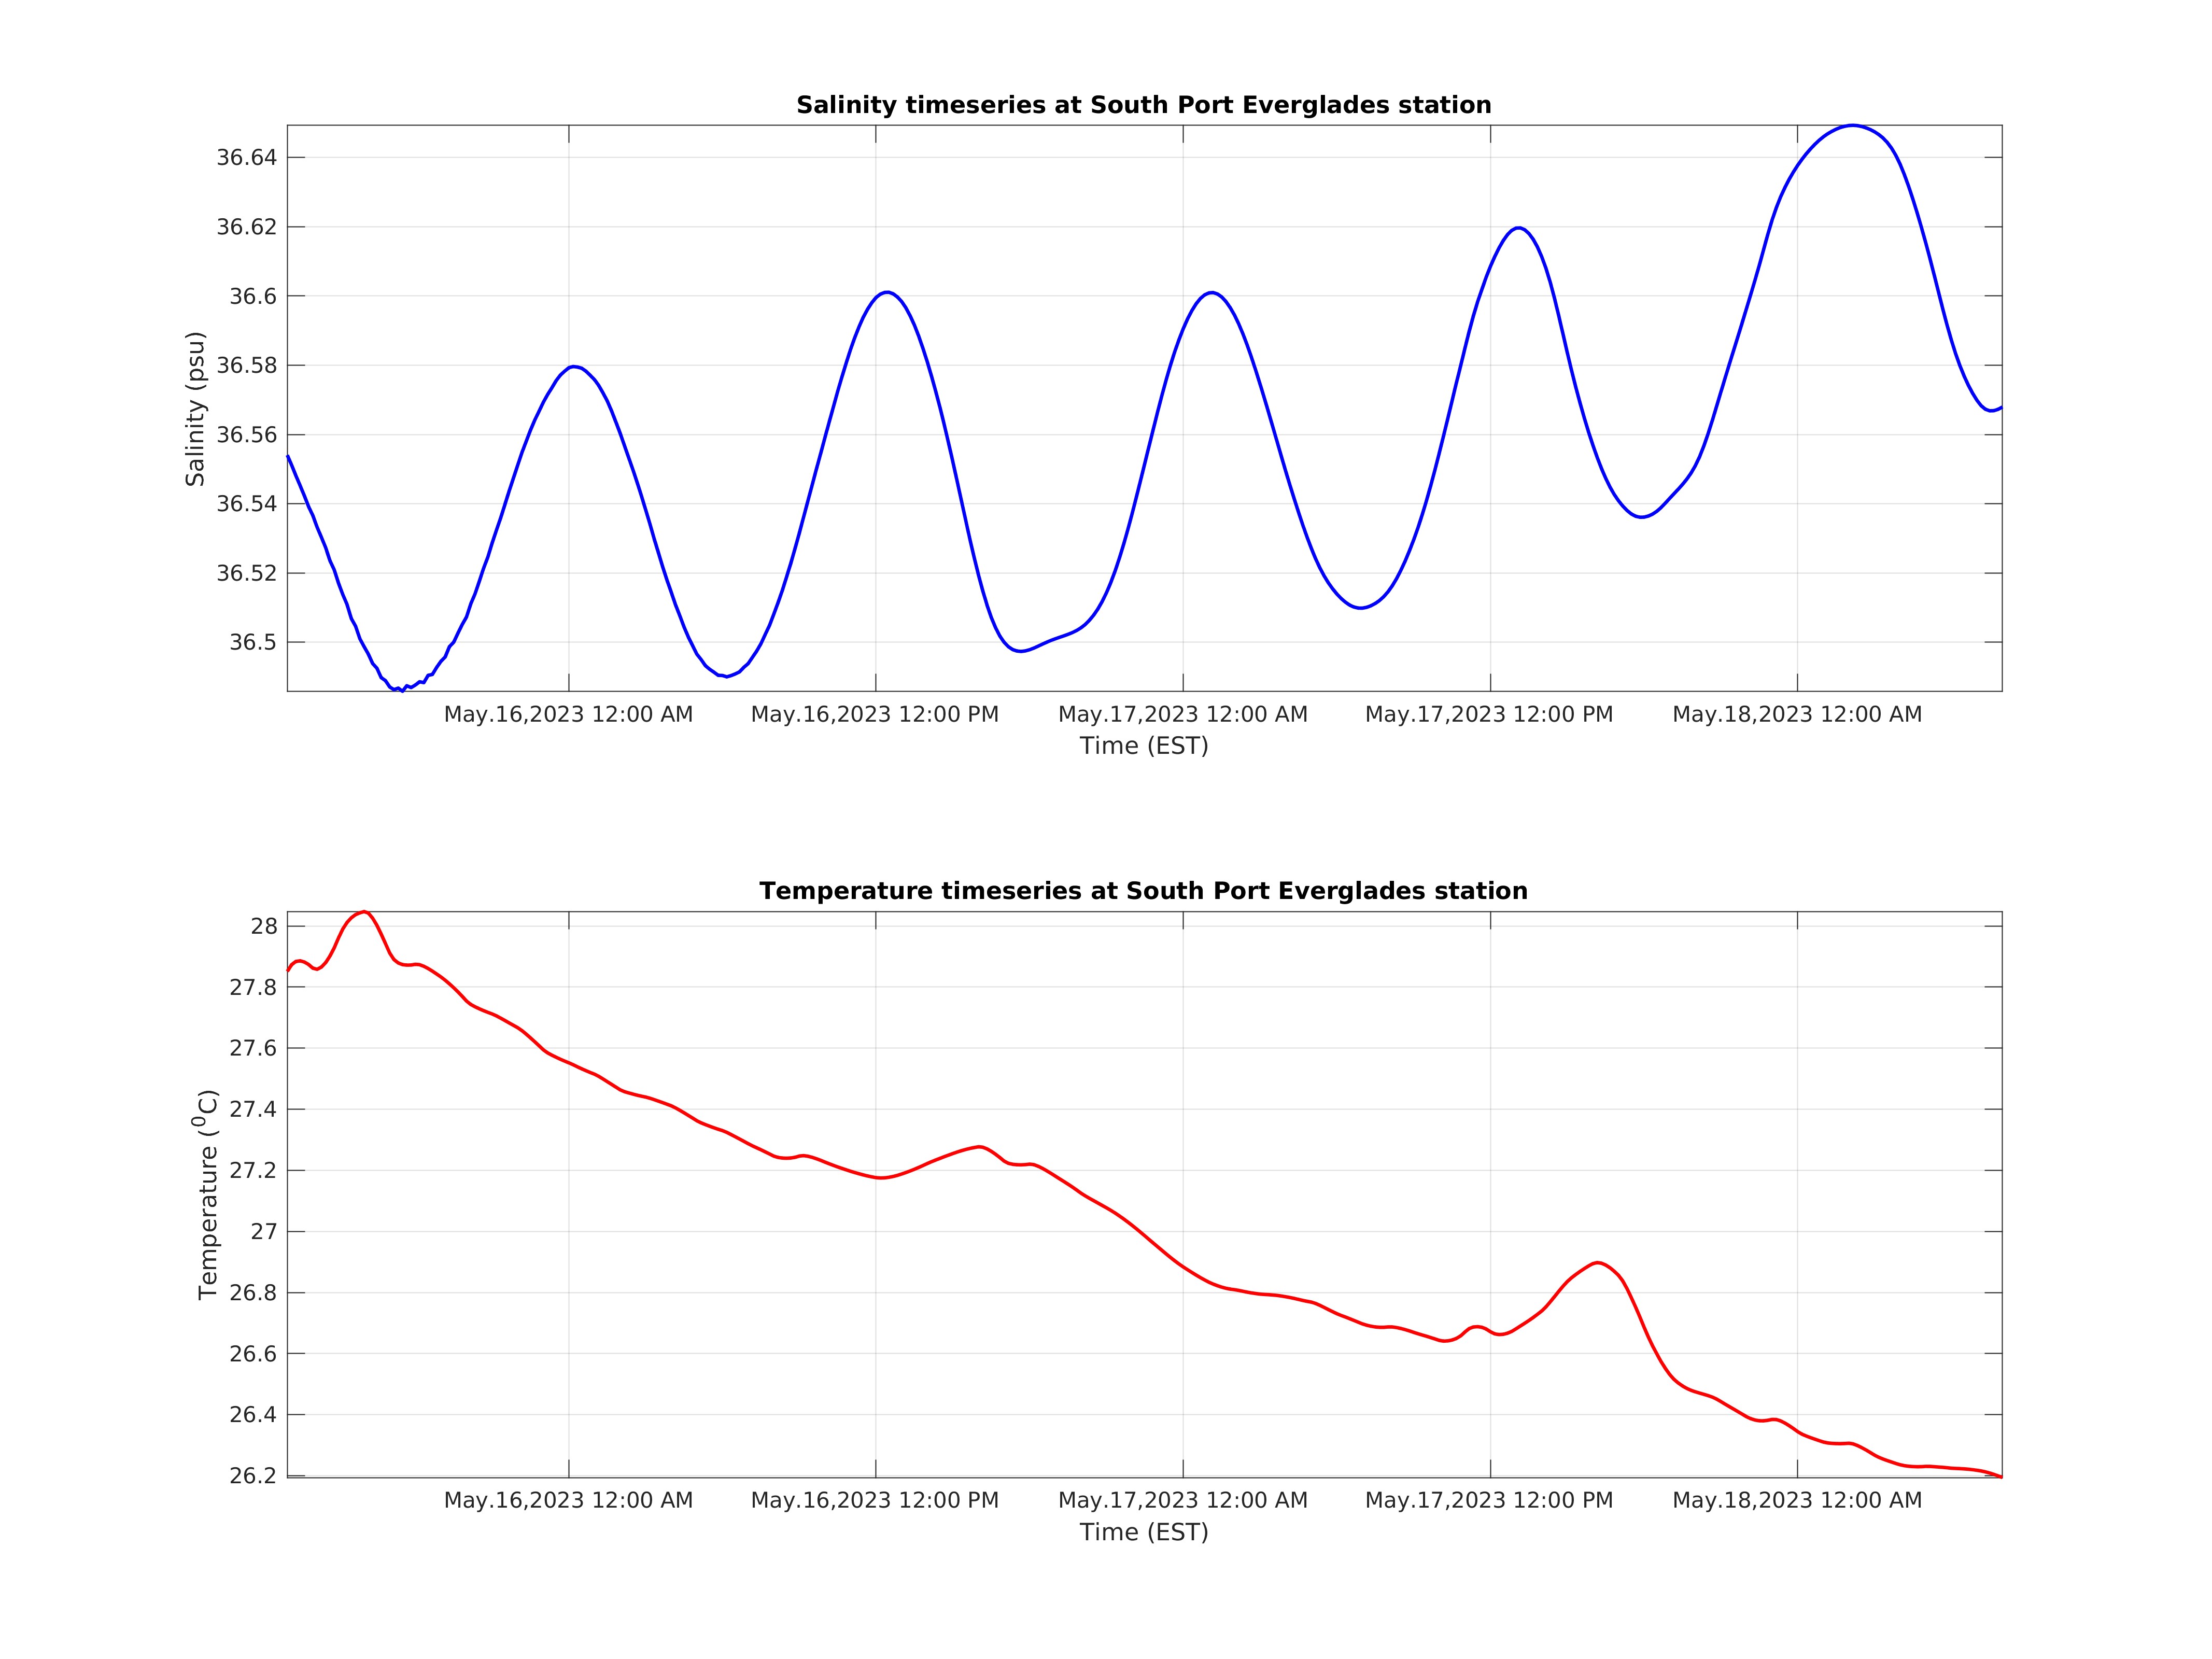 Salinity timeseries at South Port Everglades station
36.64
36.62
36.6
36.58
36.56
36.54
36.52
36.5
Salinity (psu)
May.16,2023 12:00 AM
May.16,2023 12:00 PM
May.17,2023 12:00 AM
May.17,2023 12:00 PM
May.18,2023 12:00 AM
Time (EST)
Temperature timeseries at South Port Everglades station
28
27.8
27.6
27.4
27.2
27
26.8
26.6
26.4
26.2
Temperature (⁰C)
May.16,2023 12:00 AM
May.16,2023 12:00 PM
May.17,2023 12:00 AM
May.17,2023 12:00 PM
May.18,2023 12:00 AM
Time (EST)